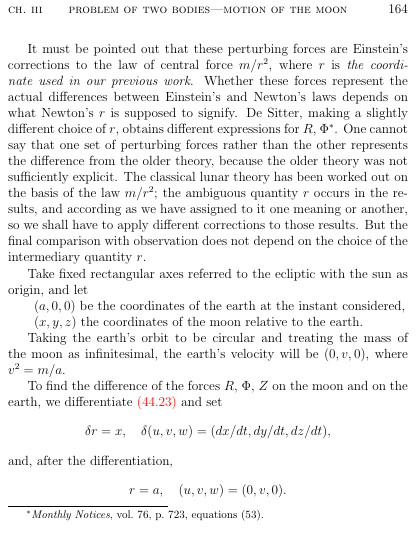 CH. III PROBLEM OF TWO BODIES—MOTION OF THE MOON 164
It must be pointed out that these perturbing forces are Einstein's
corrections to the law of central force m/r², where r is the coordi-
nate used in our previous work. Whether these forces represent the
actual differences between Einstein's and Newton's laws depends on
what Newton's r is supposed to signify. De Sitter, making a slightly
different choice of r, obtains different expressions for R, Φ*. One cannot
say that one set of perturbing forces rather than the other represents
the difference from the older theory, because the older theory was not
sufficiently explicit. The classical lunar theory has been worked out on
the basis of the law m/r²; the ambiguous quantity r occurs in the re-
sults, and according as we have assigned to it one meaning or another,
so we shall have to apply different corrections to those results. But the
final comparison with observation does not depend on the choice of the
intermediary quantity r.
Take fixed rectangular axes referred to the ecliptic with the sun as
origin, and let
(a, 0, 0) be the coordinates of the earth at the instant considered,
(x, y, z) the coordinates of the moon relative to the earth.
Taking the earth's orbit to be circular and treating the mass of
the moon as infinitesimal, the earth's velocity will be (0, v, 0), where
v² = m/a.
To find the difference of the forces R, Φ, Z on the moon and on the
earth, we differentiate (44.23) and set
δr = x, δ(u, v, w) = (dx/dt, dy/dt, dz/dt),
and, after the differentiation,
r = a, (u, v, w) = (0, v, 0).
*Monthly Notices, vol. 76, p. 723, equations (53).